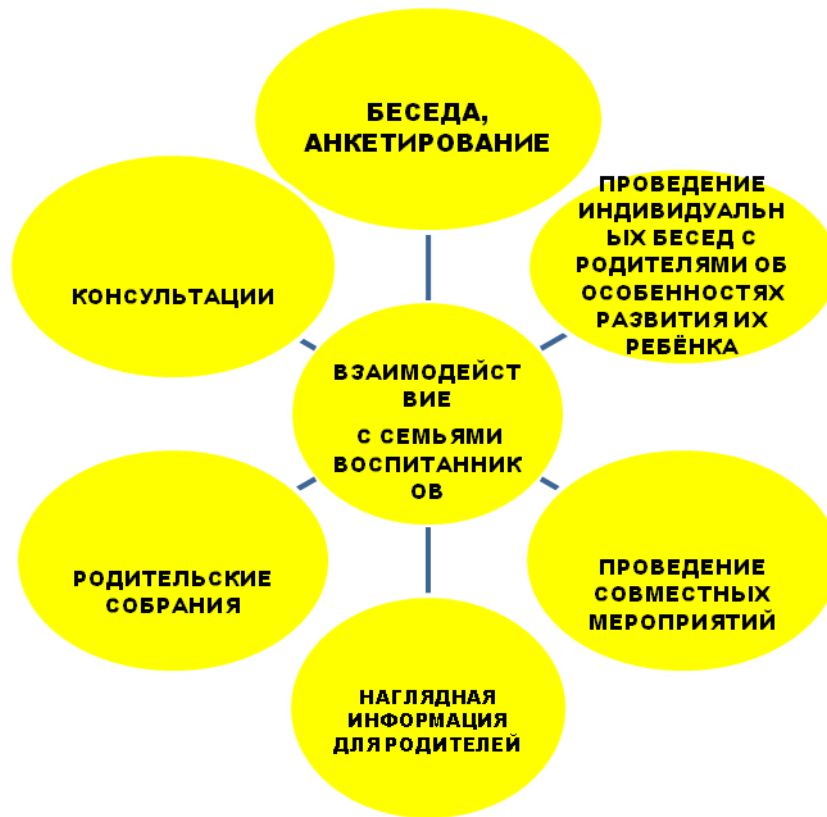 БЕСЕДА,
АНКЕТИРОВАНИЕ
ПРОВЕДЕНИЕ
ИНДИВИДУАЛЬН
ЫХ БЕСЕД С
РОДИТЕЛЯМИ ОБ
ОСОБЕННОСТЯХ
РАЗВИТИЯ ИХ
РЕБЁНКА
КОНСУЛЬТАЦИИ
ВЗАИМОДЕЙСТ
ВИЕ
С СЕМЬЯМИ
ВОСПИТАННИК
ОВ
РОДИТЕЛЬСКИЕ
СОБРАНИЯ
ПРОВЕДЕНИЕ
СОВМЕСТНЫХ
МЕРОПРИЯТИЙ
НАГЛЯДНАЯ
ИНФОРМАЦИЯ
ДЛЯ РОДИТЕЛЕЙ